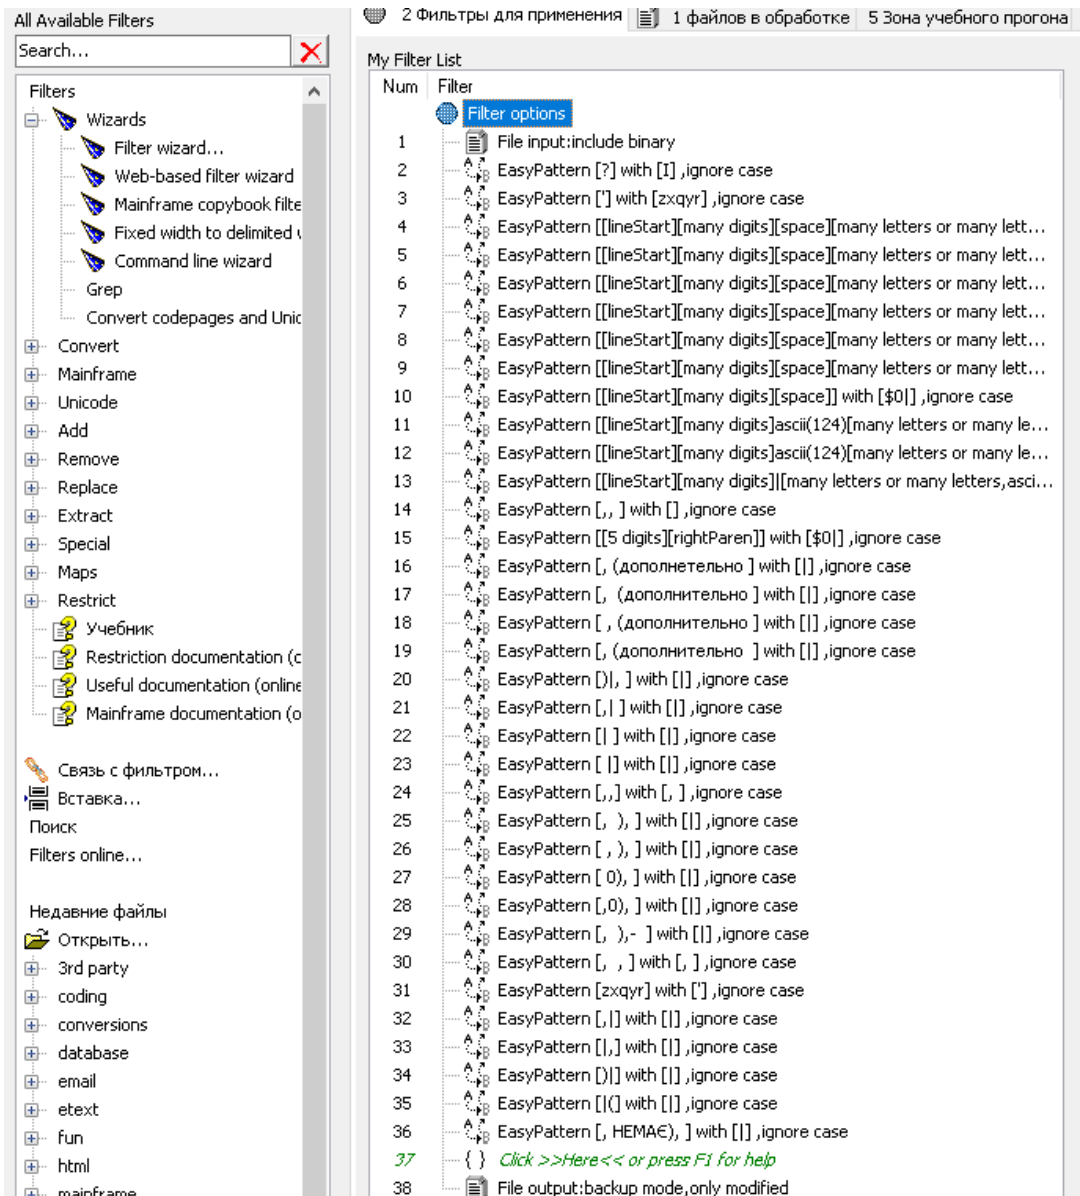 All Available Filters
Search...
Filters
Wizards
Filter wizard...
Web-based filter wizard
Mainframe copybook filte
Fixed width to delimited
Command line wizard
Grep
Convert codepages and Unic
Convert
Mainframe
Unicode
Add
Remove
Replace
Extract
Special
Maps
Restrict
Учебник
Restriction documentation (c
Useful documentation (online
Mainframe documentation (o
Связь с фильтром...
Вставка...
Поиск
Filters online...
Недавние файлы
Открыть...
3rd party
coding
conversions
database
email
etext
fun
html
mainframe
2 Фильтры для применения 1 файлов в обработке 5 Зона учебного прогона
My Filter List
Num Filter
Filter options
1 File input:include binary
2 EasyPattern [?] with [I] ,ignore case
3 EasyPattern ['] with [zxqyr] ,ignore case
4 EasyPattern [[lineStart][many digits][space][many letters or many lett...
5 EasyPattern [[lineStart][many digits][space][many letters or many lett...
6 EasyPattern [[lineStart][many digits][space][many letters or many lett...
7 EasyPattern [[lineStart][many digits][space][many letters or many lett...
8 EasyPattern [[lineStart][many digits][space][many letters or many lett...
9 EasyPattern [[lineStart][many digits][space][many letters or many lett...
10 EasyPattern [[lineStart][many digits][space]] with [$0|] ,ignore case
11 EasyPattern [[lineStart][many digits]ascii(124)[many letters or many le...
12 EasyPattern [[lineStart][many digits]ascii(124)[many letters or many le...
13 EasyPattern [[lineStart][many digits]|[many letters or many letters,asci...
14 EasyPattern [,, ] with [] ,ignore case
15 EasyPattern [[5 digits][rightParen]] with [$0|] ,ignore case
16 EasyPattern [, (дополнетельно ] with [|] ,ignore case
17 EasyPattern [,  (дополнительно ] with [|] ,ignore case
18 EasyPattern [ , (дополнительно ] with [|] ,ignore case
19 EasyPattern [, (дополнительно  ] with [|] ,ignore case
20 EasyPattern [)|, ] with [|] ,ignore case
21 EasyPattern [,| ] with [|] ,ignore case
22 EasyPattern [| ] with [|] ,ignore case
23 EasyPattern [ |] with [|] ,ignore case
24 EasyPattern [,,] with [, ] ,ignore case
25 EasyPattern [,  ), ] with [|] ,ignore case
26 EasyPattern [ , ), ] with [|] ,ignore case
27 EasyPattern [ 0), ] with [|] ,ignore case
28 EasyPattern [,0), ] with [|] ,ignore case
29 EasyPattern [,  ),-  ] with [|] ,ignore case
30 EasyPattern [,  , ] with [, ] ,ignore case
31 EasyPattern [zxqyr] with ['] ,ignore case
32 EasyPattern [,|] with [|] ,ignore case
33 EasyPattern [|,] with [|] ,ignore case
34 EasyPattern [)|] with [|] ,ignore case
35 EasyPattern [|(] with [|] ,ignore case
36 EasyPattern [, НЕМАЄ), ] with [|] ,ignore case
37 { } Click >>Here<< or press F1 for help
38 File output:backup mode,only modified